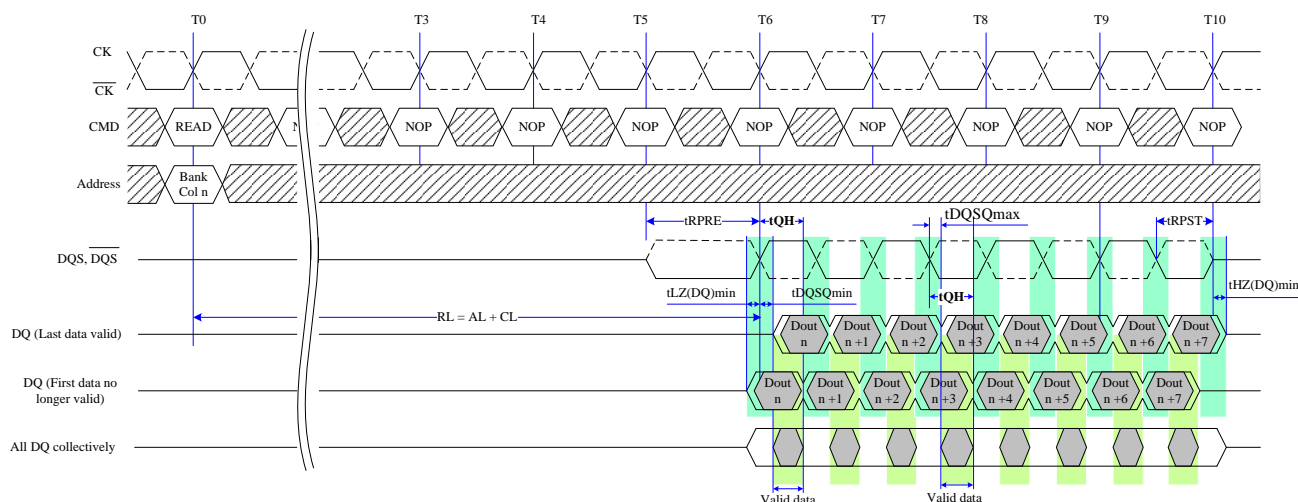 T0 T3 T4 T5 T6 T7 T8 T9 T10
CK
CK
CMD READ NOP NOP NOP NOP NOP NOP NOP NOP
Address Bank
Col n
tRPRE tQH tDQSQmax tRPST
DQS, DQS
tLZ(DQ)min tDQSQmin tQH tHZ(DQ)min
RL = AL + CL
DQ (Last data valid) Dout Dout Dout Dout Dout Dout Dout Dout
n n +1 n +2 n +3 n +4 n +5 n +6 n +7
DQ (First data no
longer valid) Dout Dout Dout Dout Dout Dout Dout Dout
n n +1 n +2 n +3 n +4 n +5 n +6 n +7
All DQ collectively
Valid data Valid data